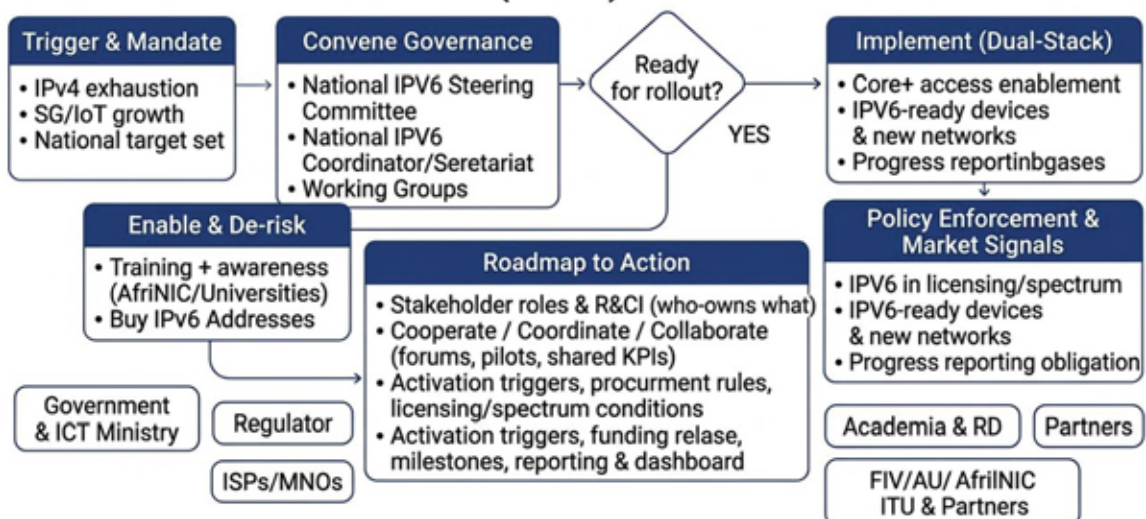 Trigger & Mandate
• IPv4 exhaustion
• SG/IoT growth
• National target set
Convene Governance
• National IPV6 Steering
Committee
• National IPV6
Coordinator/Seretariat
• Working Groups
Ready
for rollout?
YES
Implement (Dual-Stack)
• Core+ access enablement
• IPV6-ready devices
& new networks
• Progress reportinbgases
Enable & De-risk
• Training + awareness
(AfriNIC/Universities)
• Buy IPv6 Addresses
Roadmap to Action
• Stakeholder roles & R&CI (who-owns what)
• Cooperate / Coordinate / Collaborate
(forums, pilots, shared KPIs)
• Activation triggers, procurment rules,
licensing/spectrum conditions
• Activation triggers, funding relase,
milestones, reporting & dashboard
Policy Enforcement &
Market Signals
• IPV6 in licensing/spectrum
• IPV6-ready devices
& new networks
• Progress reporting obligation
Government
& ICT Ministry
Regulator
ISPs/MNOs
Academia & RD
Partners
FIV/AU/ AfrilNIC
ITU & Partners